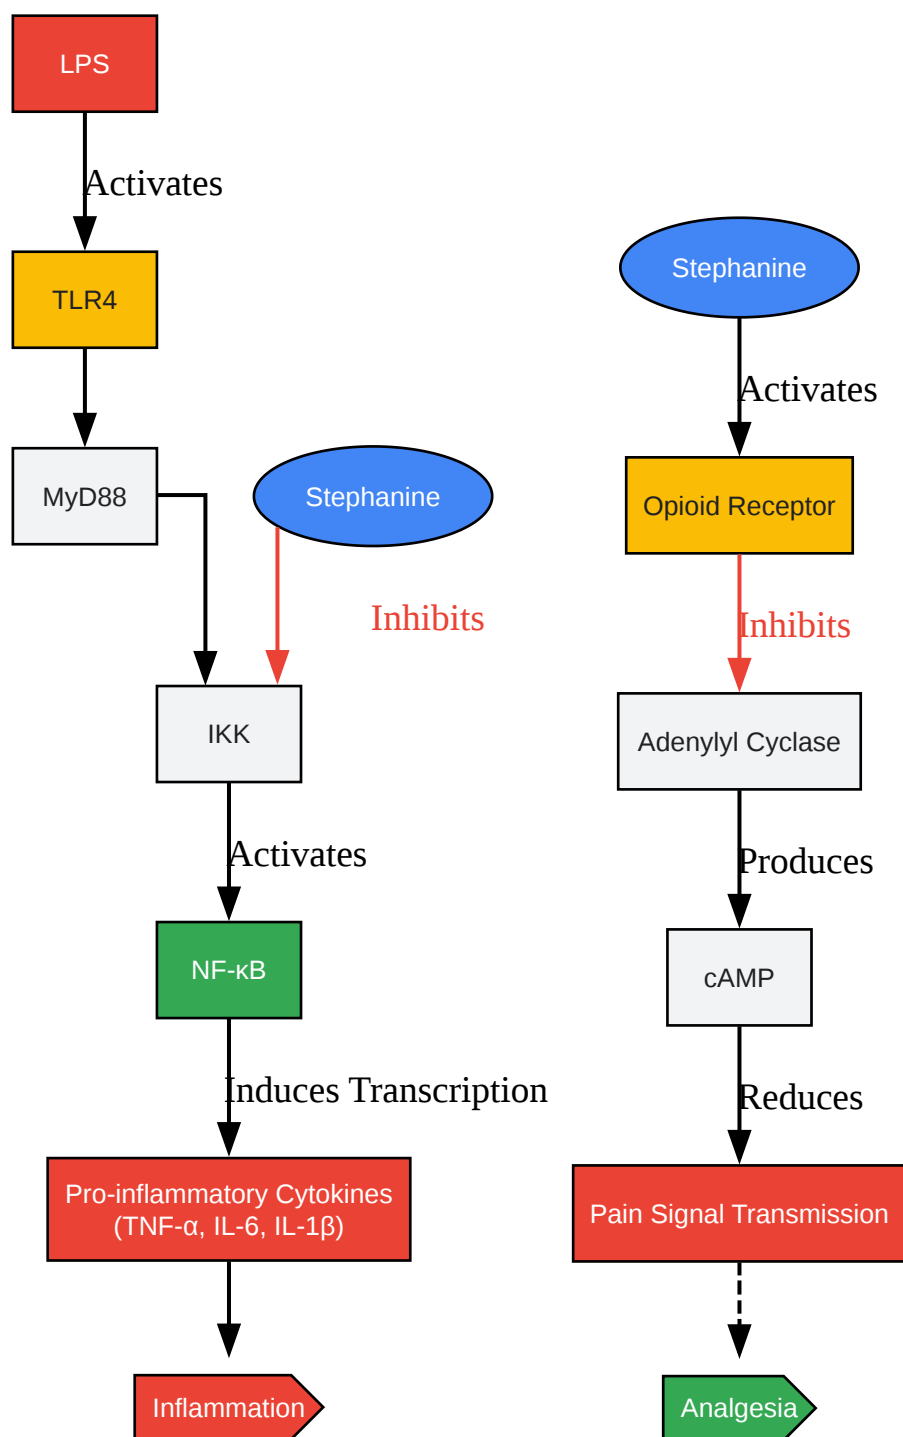 LPS
Activates
TLR4
MyD88
Stephanine
Inhibits
IKK
Activates
NF-κB
Induces Transcription
Pro-inflammatory Cytokines
(TNF-α, IL-6, IL-1β)
Inflammation
Stephanine
Activates
Opioid Receptor
Inhibits
Adenylyl Cyclase
Produces
cAMP
Reduces
Pain Signal Transmission
Analgesia